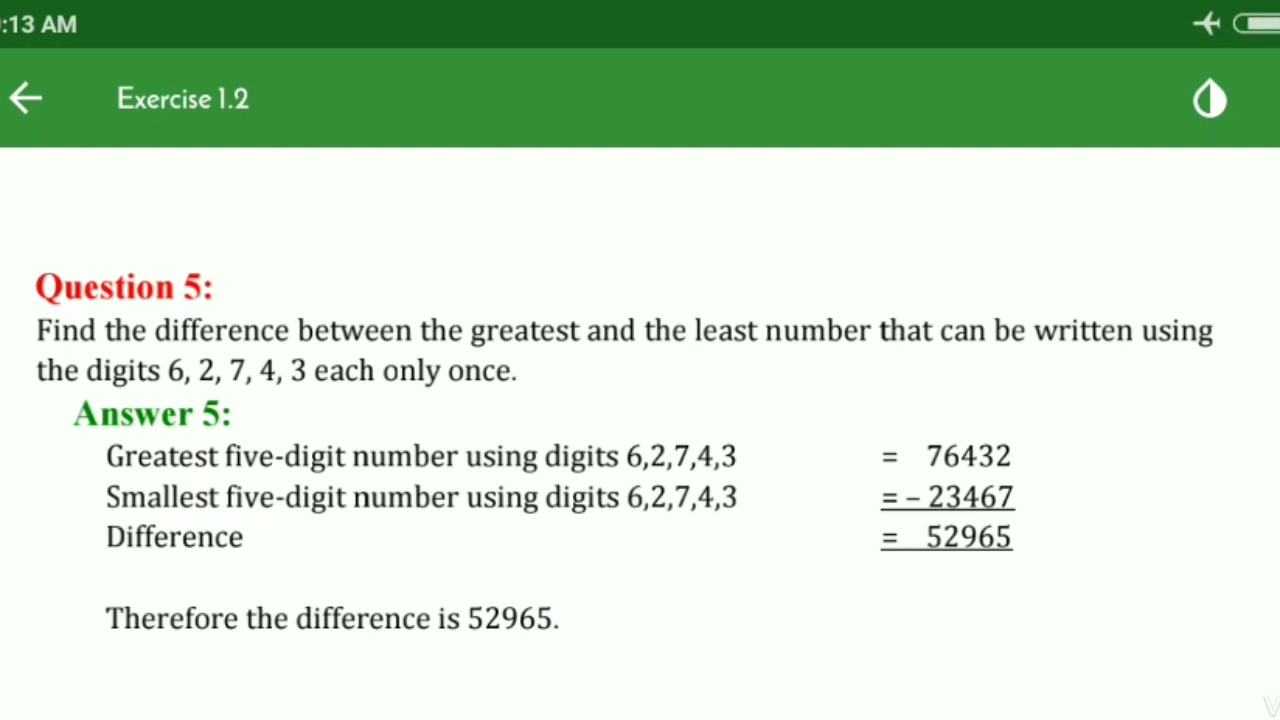 :13 AM
Exercise 1.2
Question 5:
Find the difference between the greatest and the least number that can be written using
the digits 6, 2, 7, 4, 3 each only once.
Answer 5:
Greatest five-digit number using digits 6,2,7,4,3 = 76432
Smallest five-digit number using digits 6,2,7,4,3 = – 23467
Difference = 52965
Therefore the difference is 52965.